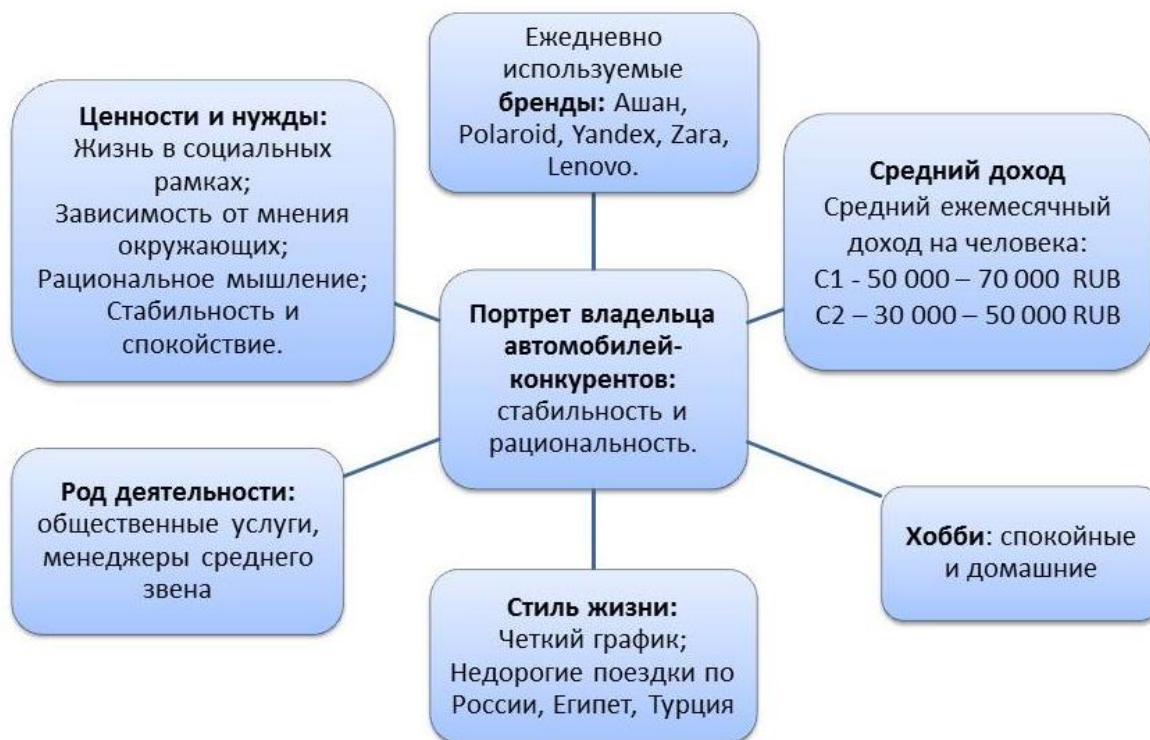 Ежедневно
используемые
бренды: Ашан,
Polaroid, Yandex, Zara,
Lenovo.
Ценности и нужды:
Жизнь в социальных
рамках;
Зависимость от мнения
окружающих;
Рациональное мышление;
Стабильность и
спокойствие.
Средний доход
Средний ежемесячный
доход на человека:
С1 - 50 000 – 70 000 RUB
С2 – 30 000 – 50 000 RUB
Портрет владельца
автомобилей-
конкурентов:
стабильность и
рациональность.
Род деятельности:
общественные услуги,
менеджеры среднего
звена
Хобби: спокойные
и домашние
Стиль жизни:
Четкий график;
Недорогие поездки по
России, Египет, Турция